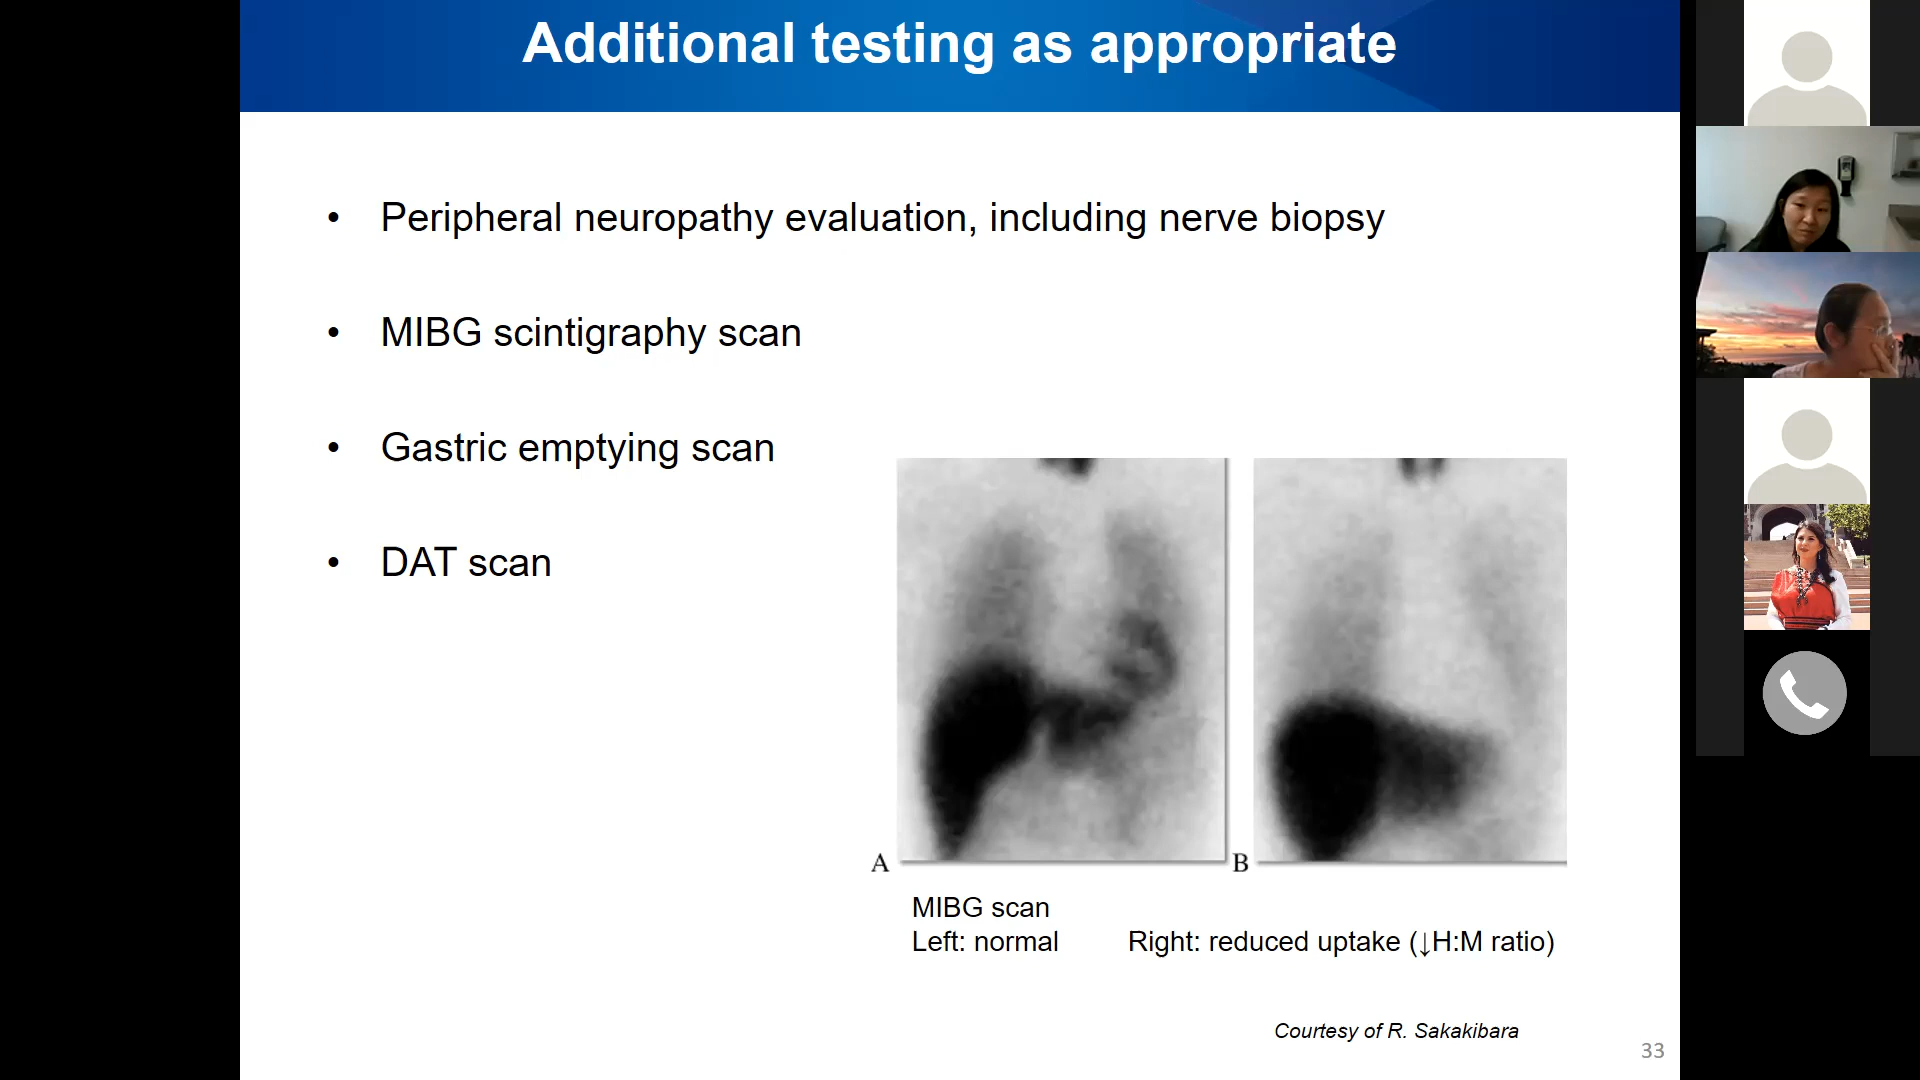 Additional testing as appropriate
• Peripheral neuropathy evaluation, including nerve biopsy
• MIBG scintigraphy scan
• Gastric emptying scan
• DAT scan
A
B
MIBG scan
Left: normal
Right: reduced uptake (↓H:M ratio)
Courtesy of R. Sakakibara
33